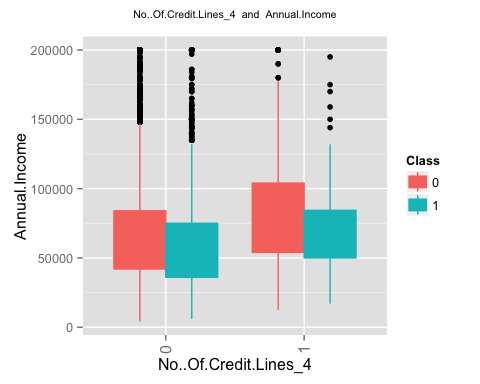 No..Of.Credit.Lines_4 and Annual.Income
200000
150000
100000
50000
0
Annual.Income
0
1
No..Of.Credit.Lines_4
Class
0
1